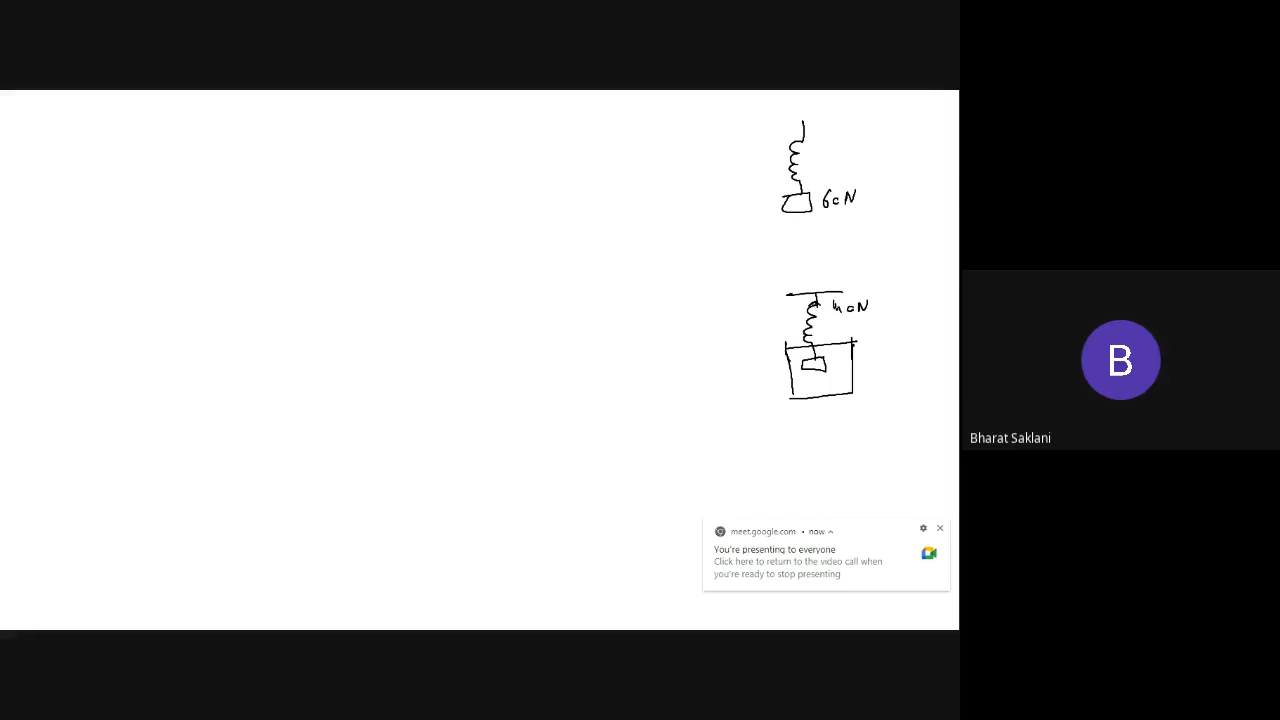 60N
40N
B
Bharat Saklani
meet.google.com • now
You're presenting to everyone
Click here to return to the video call when
you're ready to stop presenting